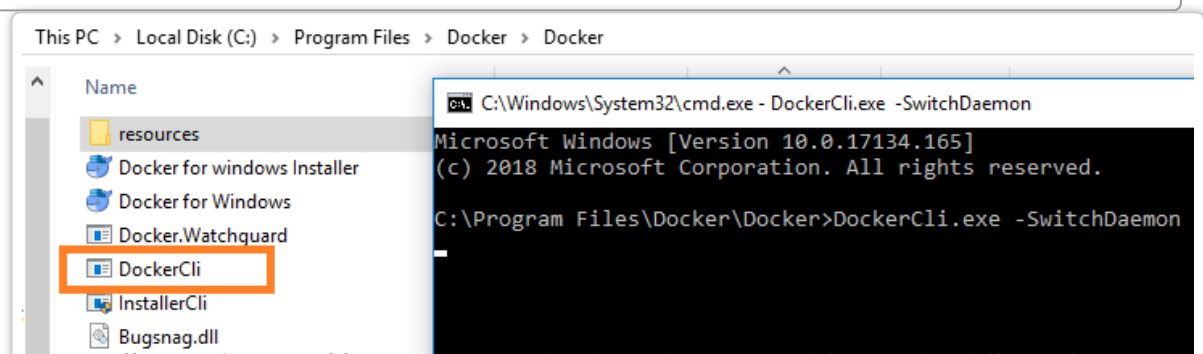 This PC > Local Disk (C:) > Program Files > Docker > Docker
Name
resources
Docker for windows Installer
Docker for Windows
Docker.Watchguard
DockerCli
InstallerCli
Bugsnag.dll
C:\Windows\System32\cmd.exe - DockerCli.exe -SwitchDaemon
Microsoft Windows [Version 10.0.17134.165]
(c) 2018 Microsoft Corporation. All rights reserved.
C:\Program Files\Docker\Docker>DockerCli.exe -SwitchDaemon